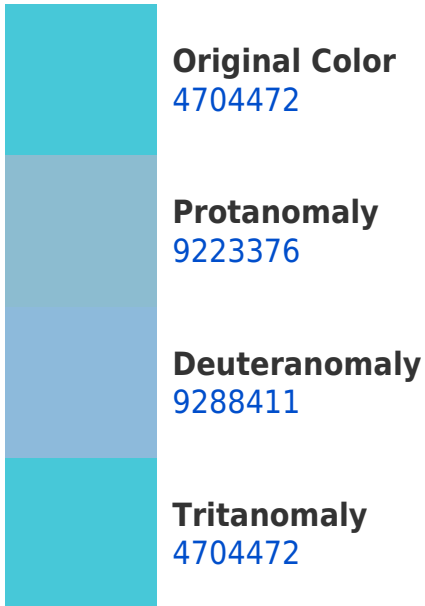 Original Color
4704472
Protanomaly
9223376
Deuteranomaly
9288411
Tritanomaly
4704472